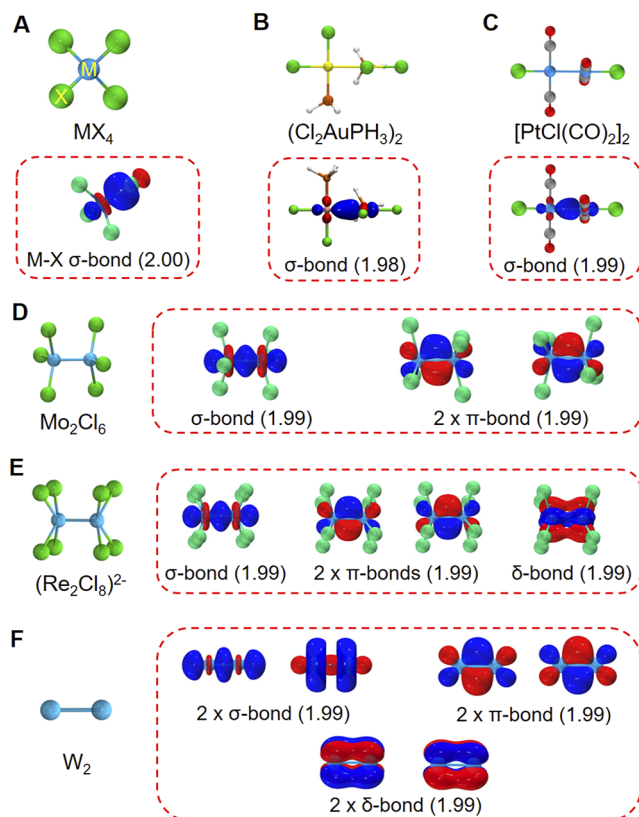 A
M
X
MX₄
M-X σ-bond (2.00)
B
(Cl₂AuPH₃)₂
σ-bond (1.98)
C
[PtCl(CO)₂]₂
σ-bond (1.99)
D
Mo₂Cl₆
σ-bond (1.99)
2 x π-bond (1.99)
E
(Re₂Cl₈)²⁻
σ-bond (1.99)
2 x π-bonds (1.99)
δ-bond (1.99)
F
W₂
2 x σ-bond (1.99)
2 x π-bond (1.99)
2 x δ-bond (1.99)